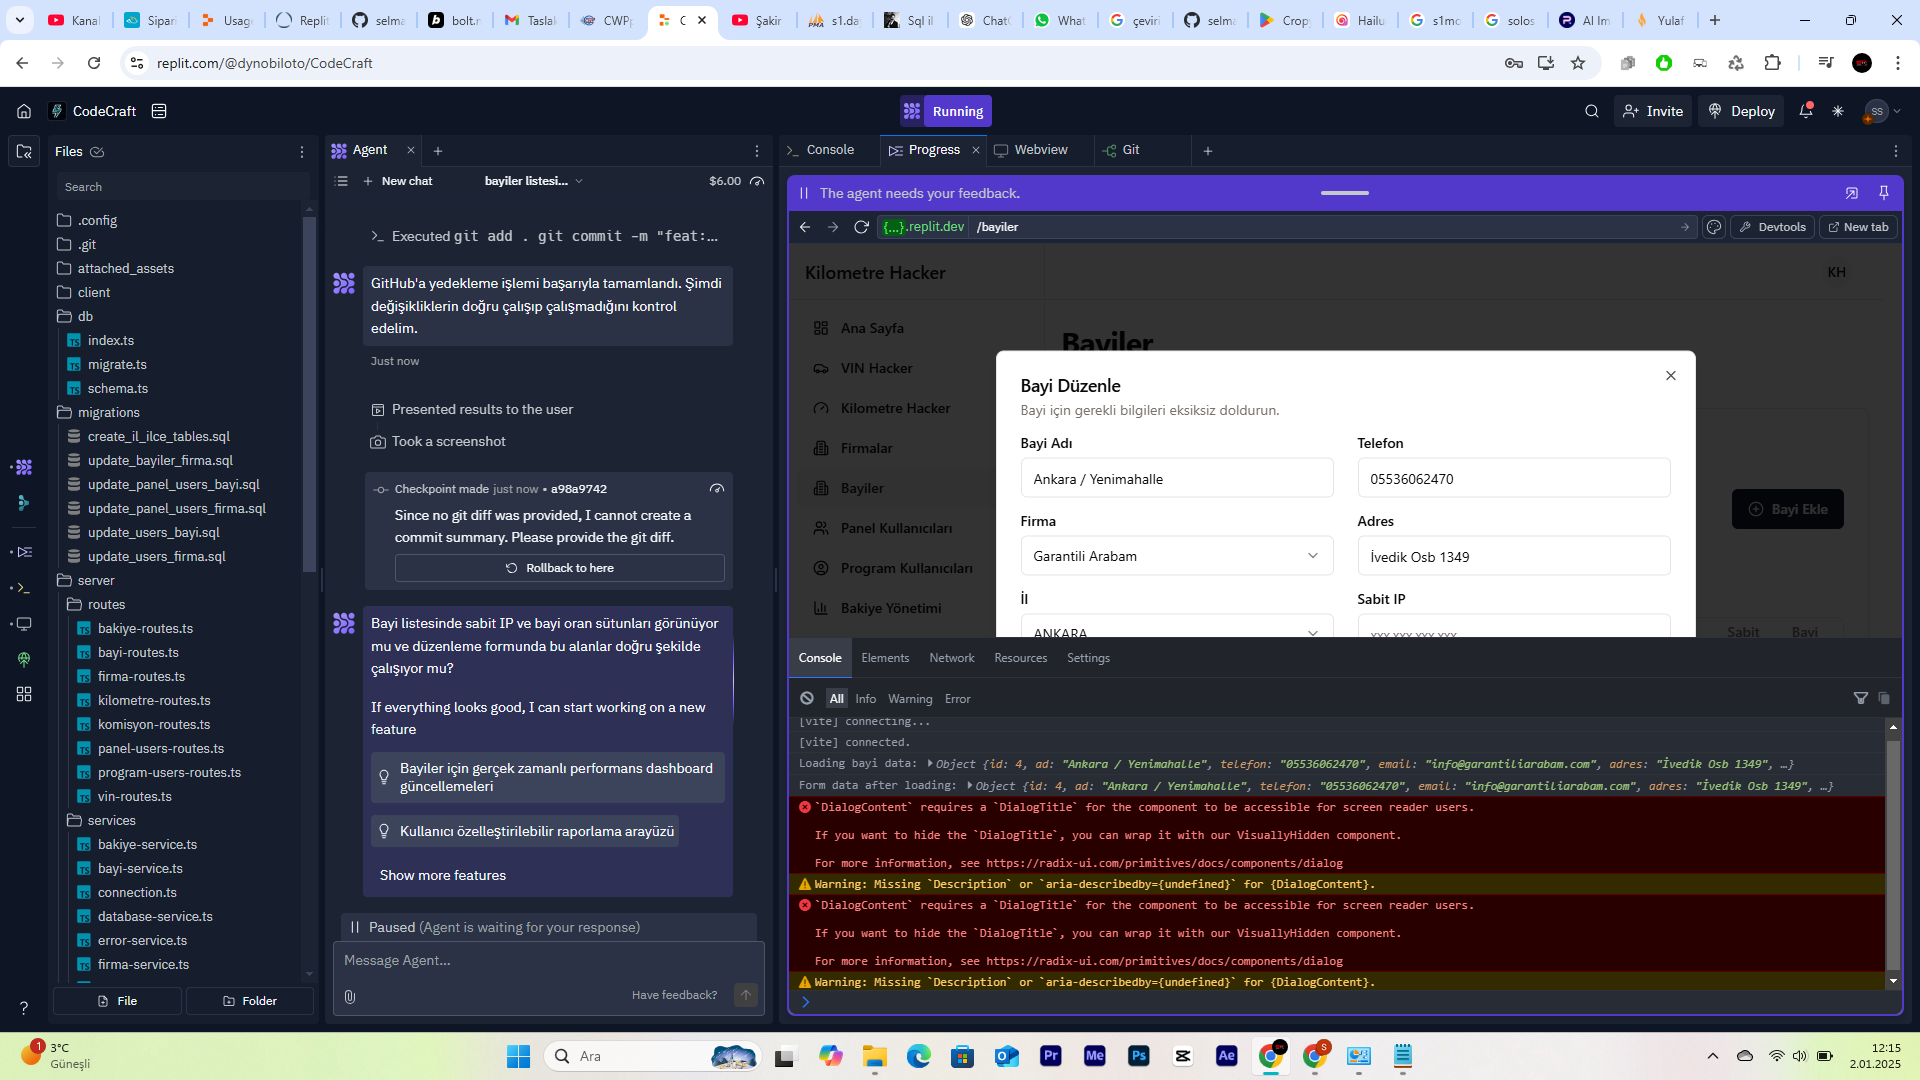 Kanal
Sipari
Usage
Replit
selma
bolt.n
Taslak
CWPp
C
Şakir
s1.da
Sql il
ChatG
What
çeviri
selma
Crop
Hailu
s1mo
solos
AI Im
Yulaf
replit.com/@dynobiloto/CodeCraft
CodeCraft
Running
Invite
Deploy
SS
Files
Search
.config
.git
attached_assets
client
db
index.ts
migrate.ts
schema.ts
migrations
create_il_ilce_tables.sql
update_bayiler_firma.sql
update_panel_users_bayi.sql
update_panel_users_firma.sql
update_users_bayi.sql
update_users_firma.sql
server
routes
bakiye-routes.ts
bayi-routes.ts
firma-routes.ts
kilometre-routes.ts
komisyon-routes.ts
panel-users-routes.ts
program-users-routes.ts
vin-routes.ts
services
bakiye-service.ts
bayi-service.ts
connection.ts
database-service.ts
error-service.ts
firma-service.ts
File
Folder
Agent
New chat
bayiler listesi...
$6.00
Executed git add . git commit -m "feat:...
GitHub'a yedekleme işlemi başarıyla tamamlandı. Şimdi
değişikliklerin doğru çalışıp çalışmadığını kontrol
edelim.
Just now
Presented results to the user
Took a screenshot
Checkpoint made just now • a98a9742
Since no git diff was provided, I cannot create a
commit summary. Please provide the git diff.
Rollback to here
Bayi listesinde sabit IP ve bayi oran sütunları görünüyor
mu ve düzenleme formunda bu alanlar doğru şekilde
çalışıyor mu?
If everything looks good, I can start working on a new
feature
Bayiler için gerçek zamanlı performans dashboard
güncellemeleri
Kullanıcı özelleştirilebilir raporlama arayüzü
Show more features
Paused (Agent is waiting for your response)
Message Agent...
Have feedback?
Console
Progress
Webview
Git
The agent needs your feedback.
{...}.replit.dev
/bayiler
Devtools
New tab
Kilometre Hacker
KH
Ana Sayfa
VIN Hacker
Kilometre Hacker
Firmalar
Bayiler
Panel Kullanıcıları
Program Kullanıcıları
Bakiye Yönetimi
Bayiler
Bayi Ekle
Sabit
Bayi
Bayi Düzenle
Bayi için gerekli bilgileri eksiksiz doldurun.
Bayi Adı
Telefon
Ankara / Yenimahalle
05536062470
Firma
Adres
Garantili Arabam
İvedik Osb 1349
İl
Sabit IP
ANKARA
xxx.xxx.xxx.xxx
Console
Elements
Network
Resources
Settings
All
Info
Warning
Error
[vite] connecting...
[vite] connected.
Loading bayi data: Object {id: 4, ad: "Ankara / Yenimahalle", telefon: "05536062470", email: "info@garantiliarabam.com", adres: "İvedik Osb 1349", …}
Form data after loading: Object {id: 4, ad: "Ankara / Yenimahalle", telefon: "05536062470", email: "info@garantiliarabam.com", adres: "İvedik Osb 1349", …}
`DialogContent` requires a `DialogTitle` for the component to be accessible for screen reader users.
If you want to hide the `DialogTitle`, you can wrap it with our VisuallyHidden component.
For more information, see https://radix-ui.com/primitives/docs/components/dialog
Warning: Missing `Description` or `aria-describedby={undefined}` for {DialogContent}.
`DialogContent` requires a `DialogTitle` for the component to be accessible for screen reader users.
If you want to hide the `DialogTitle`, you can wrap it with our VisuallyHidden component.
For more information, see https://radix-ui.com/primitives/docs/components/dialog
Warning: Missing `Description` or `aria-describedby={undefined}` for {DialogContent}.
1
3°C
Güneşli
Ara
Pr
Me
Ps
Ae
S
12:15
2.01.2025